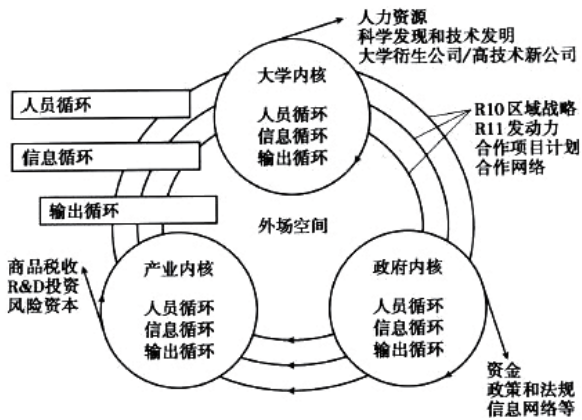 人力资源
科学发现和技术发明
大学衍生公司/高技术新公司
大学内核
人员循环
信息循环
输出循环
人员循环
信息循环
输出循环
R10区域战略
R11发动力
合作项目计划
合作网络
外场空间
商品税收
R&D投资
风险资本
产业内核
人员循环
信息循环
输出循环
政府内核
人员循环
信息循环
输出循环
资金
政策和法规
信息网络等